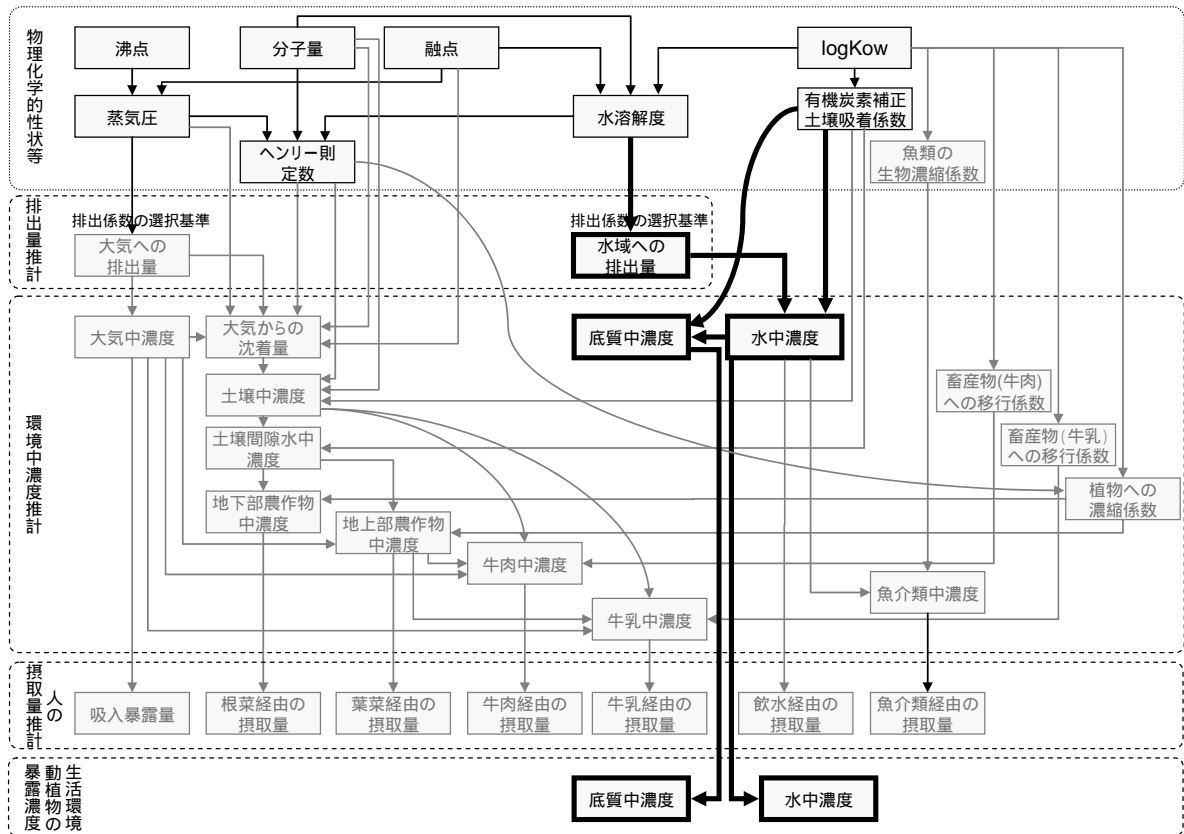 物理化学的性状等
沸点
分子量
融点
logKow
蒸気圧
水溶解度
有機炭素補正
土壌吸着係数
ヘンリー則
定数
魚類の
生物濃縮係数
排出量推計
排出係数の選択基準
大気への
排出量
排出係数の選択基準
水域への
排出量
環境中濃度推計
大気中濃度
大気からの
沈着量
底質中濃度
水中濃度
土壌中濃度
畜産物(牛肉)
への移行係数
土壌間隙水中
濃度
畜産物(牛乳)
への移行係数
地下部農作物
中濃度
植物への
濃縮係数
地上部農作物
中濃度
牛肉中濃度
魚介類中濃度
牛乳中濃度
人の
摂取量推計
吸入暴露量
根菜経由の
摂取量
葉菜経由の
摂取量
牛肉経由の
摂取量
牛乳経由の
摂取量
飲水経由の
摂取量
魚介類経由の
摂取量
生活環境
動植物の
暴露濃度
底質中濃度
水中濃度